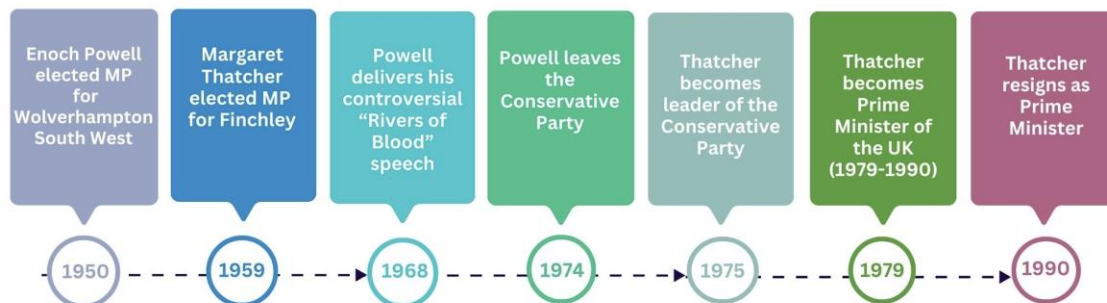 Enoch Powell
elected MP
for
Wolverhampton
South West
Margaret
Thatcher
elected MP
for Finchley
Powell
delivers his
controversial
“Rivers of
Blood”
speech
Powell leaves
the
Conservative
Party
Thatcher
becomes
leader of the
Conservative
Party
Thatcher
becomes
Prime
Minister of
the UK
(1979-1990)
Thatcher
resigns as
Prime
Minister
1950
1959
1968
1974
1975
1979
1990